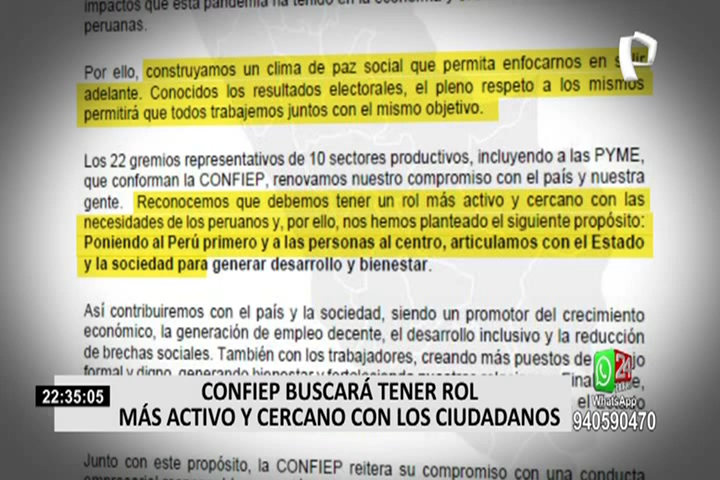 impactos que esta pandemia ha tenido en la economía y
peruanas.
Por ello, construyamos un clima de paz social que permita enfocarnos en salir
adelante. Conocidos los resultados electorales, el pleno respeto a los mismos
permitirá que todos trabajemos juntos con el mismo objetivo.
Los 22 gremios representativos de 10 sectores productivos, incluyendo a las PYME,
que conforman la CONFIEP, renovamos nuestro compromiso con el país y nuestra
gente. Reconocemos que debemos tener un rol más activo y cercano con las
necesidades de los peruanos y, por ello, nos hemos planteado el siguiente propósito:
Poniendo al Perú primero y a las personas al centro, articulamos con el Estado
y la sociedad para generar desarrollo y bienestar.
Así contribuiremos con el país y la sociedad, siendo un promotor del crecimiento
económico, la generación de empleo decente, el desarrollo inclusivo y la reducción
de brechas sociales. También con los trabajadores, creando más puestos de
formal y digno, generando bienestar y
CONFIEP BUSCARÁ TENER ROL
MÁS ACTIVO Y CERCANO CON LOS CIUDADANOS
22:35:05
24
WhatsApp
940590470
Junto con este propósito, la CONFIEP reitera su compromiso con una conducta